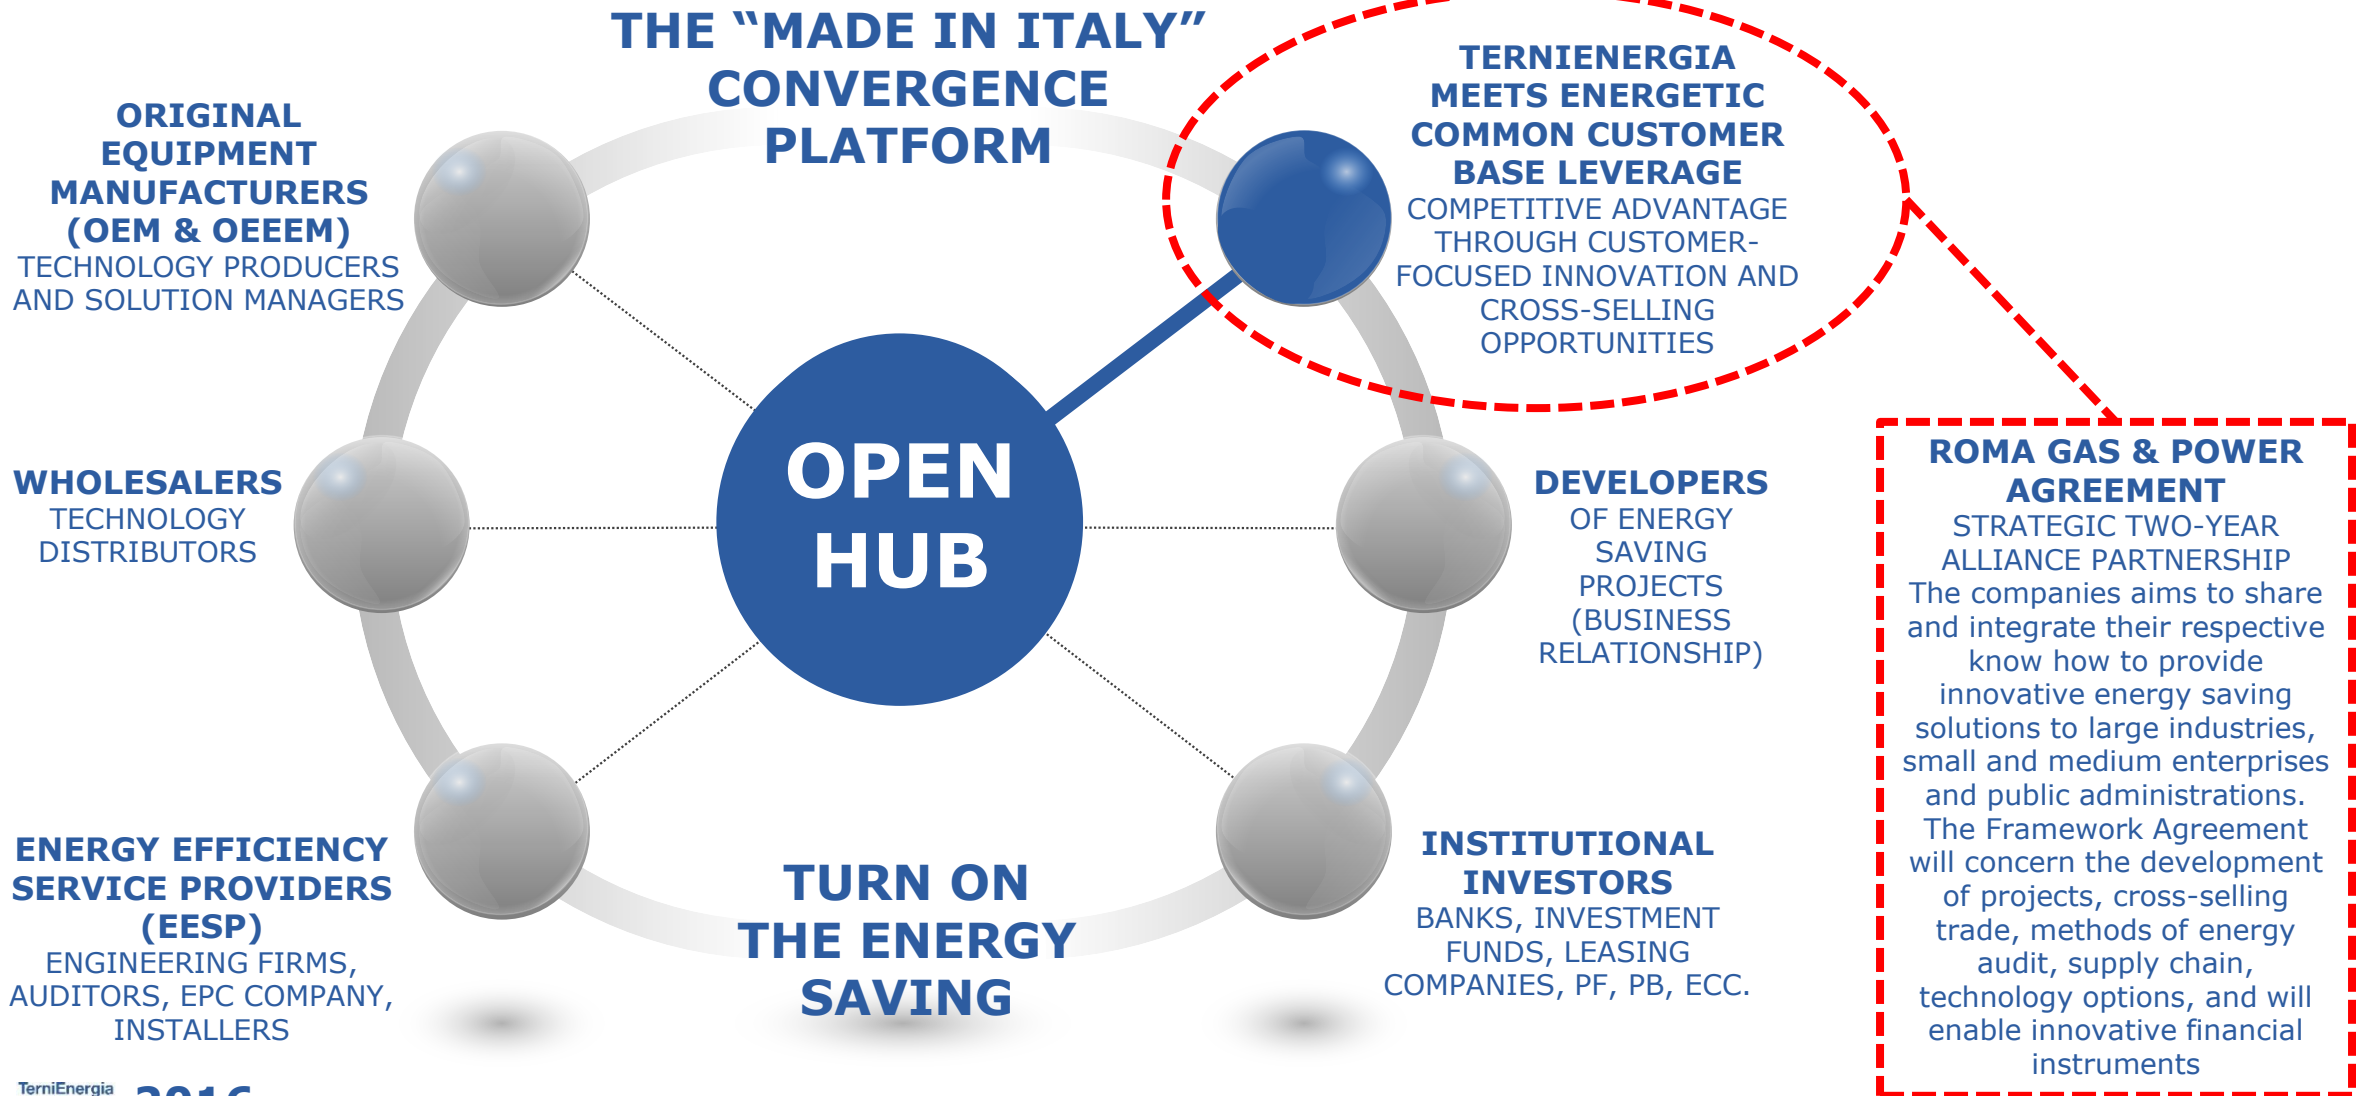 THE “MADE IN ITALY”
CONVERGENCE
PLATFORM
ORIGINAL
EQUIPMENT
MANUFACTURERS
(OEM & OEEEM)
TECHNOLOGY PRODUCERS
AND SOLUTION MANAGERS
TERNIENERGIA
MEETS ENERGETIC
COMMON CUSTOMER
BASE LEVERAGE
COMPETITIVE ADVANTAGE
THROUGH CUSTOMER-
FOCUSED INNOVATION AND
CROSS-SELLING
OPPORTUNITIES
WHOLESALERS
TECHNOLOGY
DISTRIBUTORS
OPEN
HUB
DEVELOPERS
OF ENERGY
SAVING
PROJECTS
(BUSINESS
RELATIONSHIP)
ROMA GAS & POWER
AGREEMENT
STRATEGIC TWO-YEAR
ALLIANCE PARTNERSHIP
The companies aims to share
and integrate their respective
know how to provide
innovative energy saving
solutions to large industries,
small and medium enterprises
and public administrations.
The Framework Agreement
will concern the development
of projects, cross-selling
trade, methods of energy
audit, supply chain,
technology options, and will
enable innovative financial
instruments
ENERGY EFFICIENCY
SERVICE PROVIDERS
(EESP)
ENGINEERING FIRMS,
AUDITORS, EPC COMPANY,
INSTALLERS
TURN ON
THE ENERGY
SAVING
INSTITUTIONAL
INVESTORS
BANKS, INVESTMENT
FUNDS, LEASING
COMPANIES, PF, PB, ECC.
TerniEnergia
2016